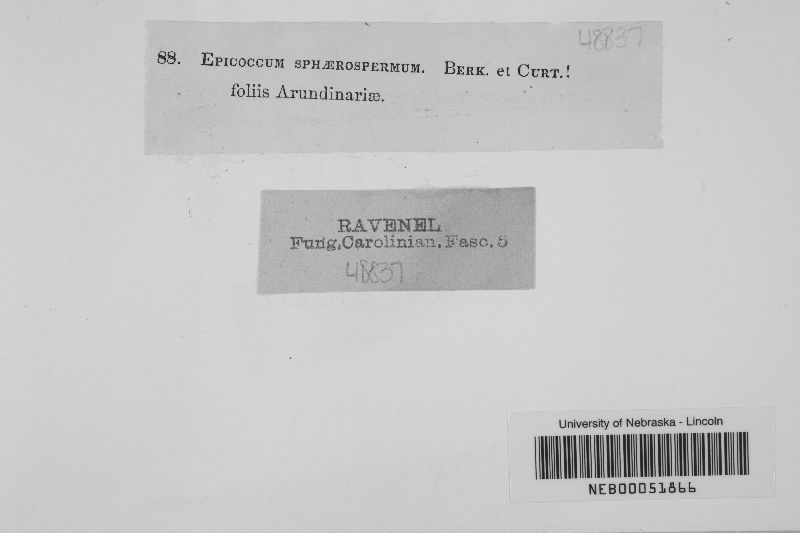 48837
88. EPICOCCUM SPHÆROSPERMUM. BERK. et CURT.!
foliis Arundinariæ.
RAVENEL
Fung. Carolinian. Fasc. 5
48837
University of Nebraska - Lincoln
NEB00051866